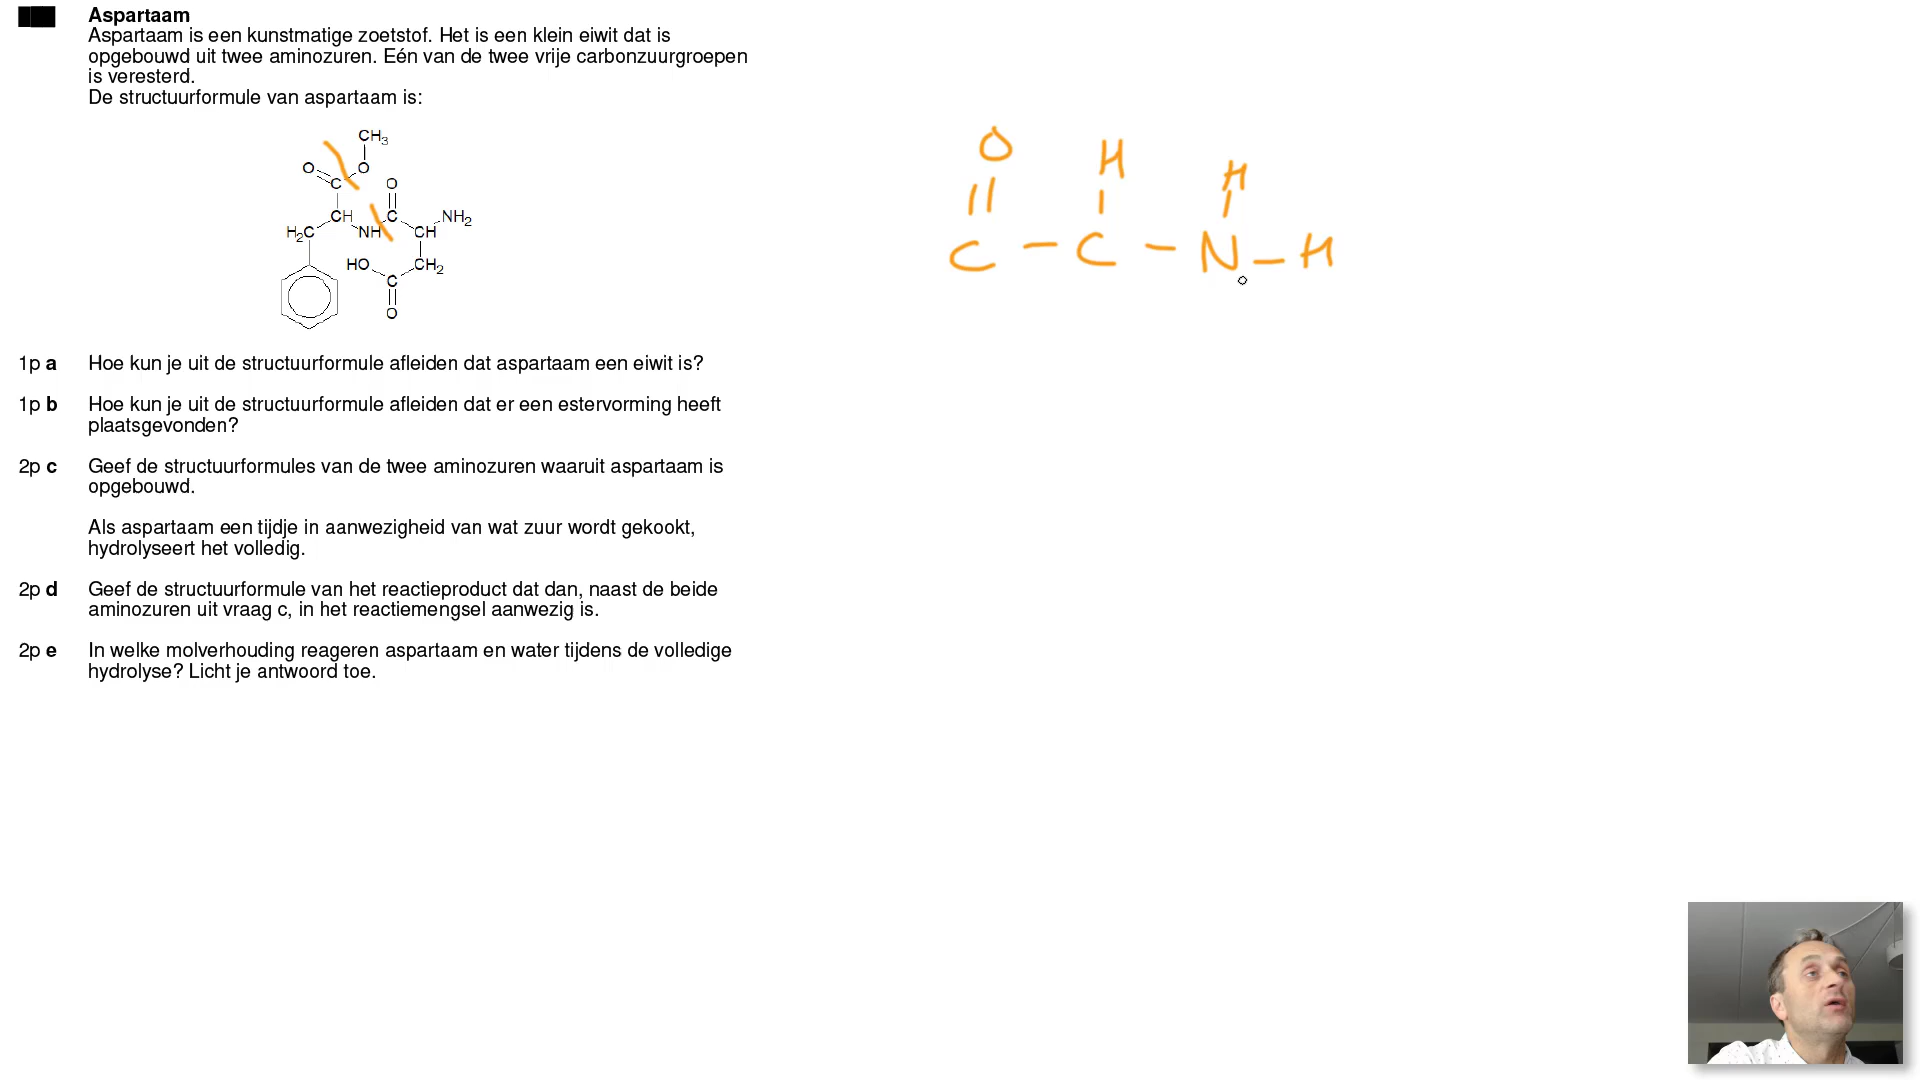 Aspartaam
Aspartaam is een kunstmatige zoetstof. Het is een klein eiwit dat is
opgebouwd uit twee aminozuren. Eén van de twee vrije carbonzuurgroepen
is veresterd.
De structuurformule van aspartaam is:
CH3
O O
C O
CH C NH2
H2C NH CH
HO CH2
C
O
O H H
C - C - N - H
1p a Hoe kun je uit de structuurformule afleiden dat aspartaam een eiwit is?
1p b Hoe kun je uit de structuurformule afleiden dat er een estervorming heeft
plaatsgevonden?
2p c Geef de structuurformules van de twee aminozuren waaruit aspartaam is
opgebouwd.
Als aspartaam een tijdje in aanwezigheid van wat zuur wordt gekookt,
hydrolyseert het volledig.
2p d Geef de structuurformule van het reactieproduct dat dan, naast de beide
aminozuren uit vraag c, in het reactiemengsel aanwezig is.
2p e In welke molverhouding reageren aspartaam en water tijdens de volledige
hydrolyse? Licht je antwoord toe.